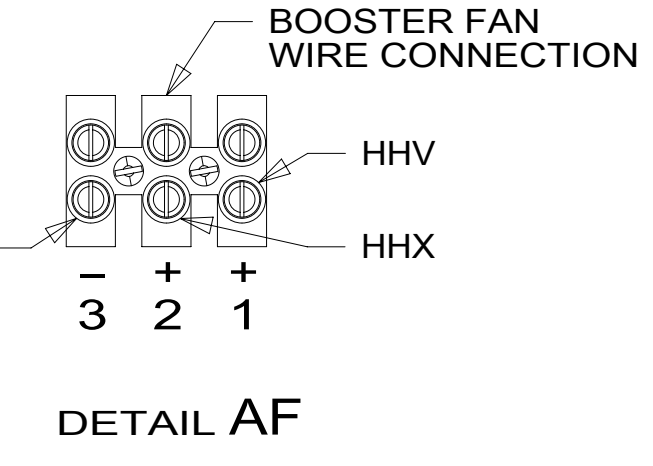 BOOSTER FAN
WIRE CONNECTION
HHV
HHX
– + +
3 2 1
DETAIL AF